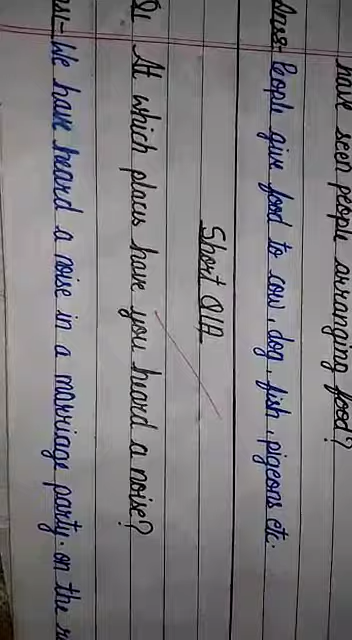 have seen people arranging food?
Ans- People give food to cow, dog, fish, pigeons etc.
Short Q/A
Q1 At which places have you heard a noise?
We have heard a noise in a marriage party. on the